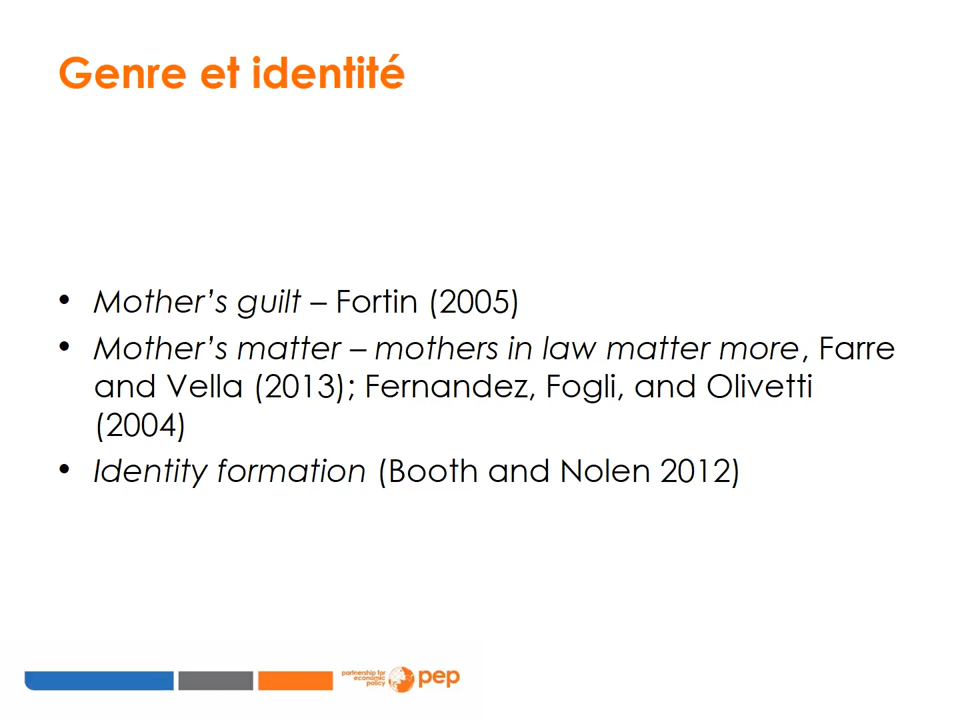 Genre et identité
• Mother's guilt – Fortin (2005)
• Mother's matter – mothers in law matter more, Farre
and Vella (2013); Fernandez, Fogli, and Olivetti
(2004)
• Identity formation (Booth and Nolen 2012)
partnership for
economic
policy
pep